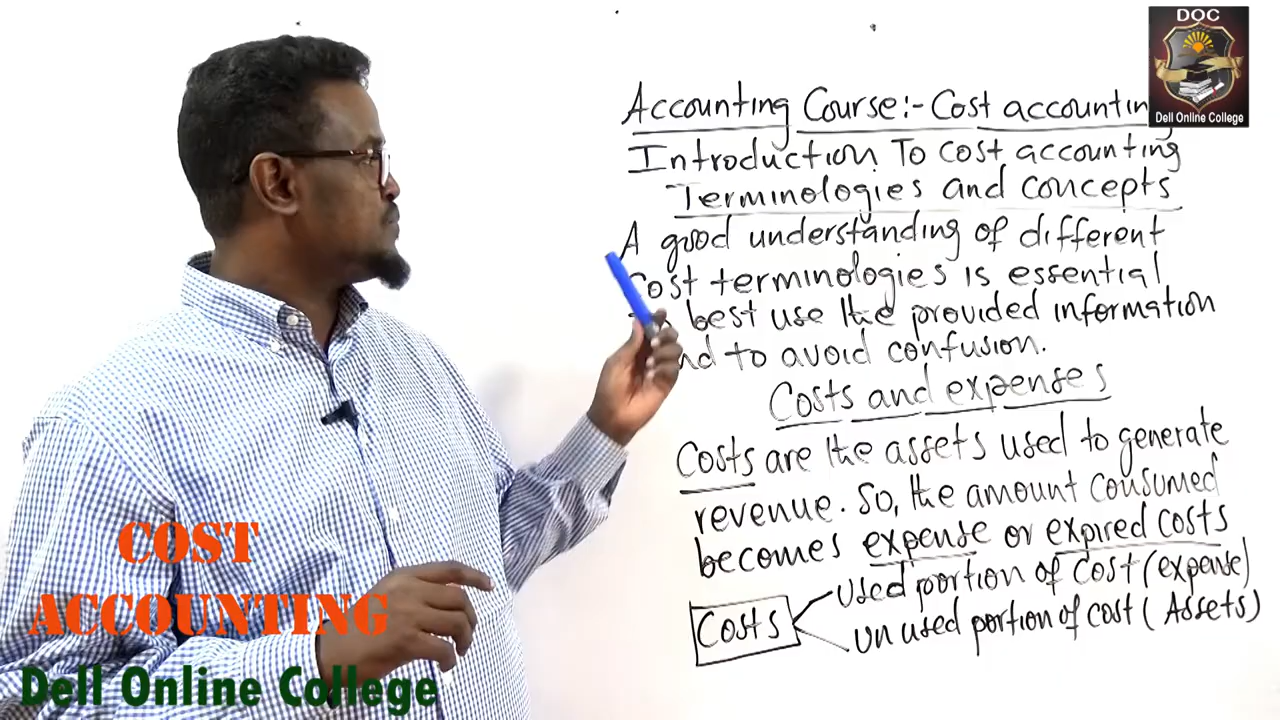 DOC
Dell Online College
Accounting Course:- Cost accounting
Introduction To cost accounting
Terminologies and concepts
A good understanding of different
Cost terminologies is essential
best use the provided information
and to avoid confusion.
Costs and expenses
Costs are the assets used to generate
revenue. So, the amount consumed
becomes expense or expired costs
Costs
used portion of cost (expense)
un used portion of cost (Assets)
COST
ACCOUNTING
Dell Online College